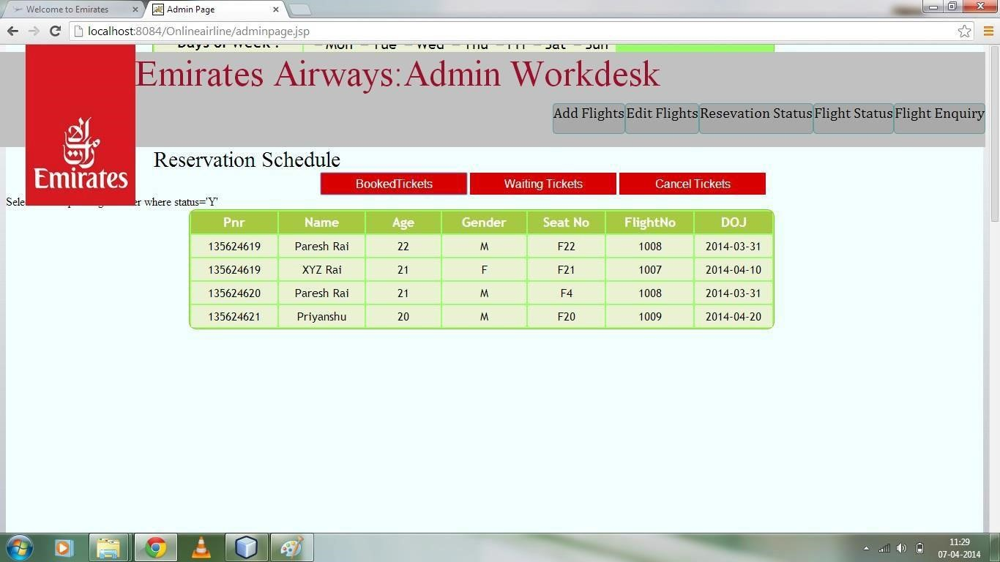 Welcome to Emirates
Admin Page
localhost:8084/Onlineairline/adminpage.jsp
Days of Week : Mon Tue Wed Thu Fri Sat Sun
Emirates Airways:Admin Workdesk
Add Flights Edit Flights Resevation Status Flight Status Flight Enquiry
الإمارات
Emirates
Reservation Schedule
BookedTickets Waiting Tickets Cancel Tickets
where status='Y'
Pnr Name Age Gender Seat No FlightNo DOJ
135624619 Paresh Rai 22 M F22 1008 2014-03-31
135624619 XYZ Rai 21 F F21 1007 2014-04-10
135624620 Paresh Rai 21 M F4 1008 2014-03-31
135624621 Priyanshu 20 M F20 1009 2014-04-20
11:29
07-04-2014